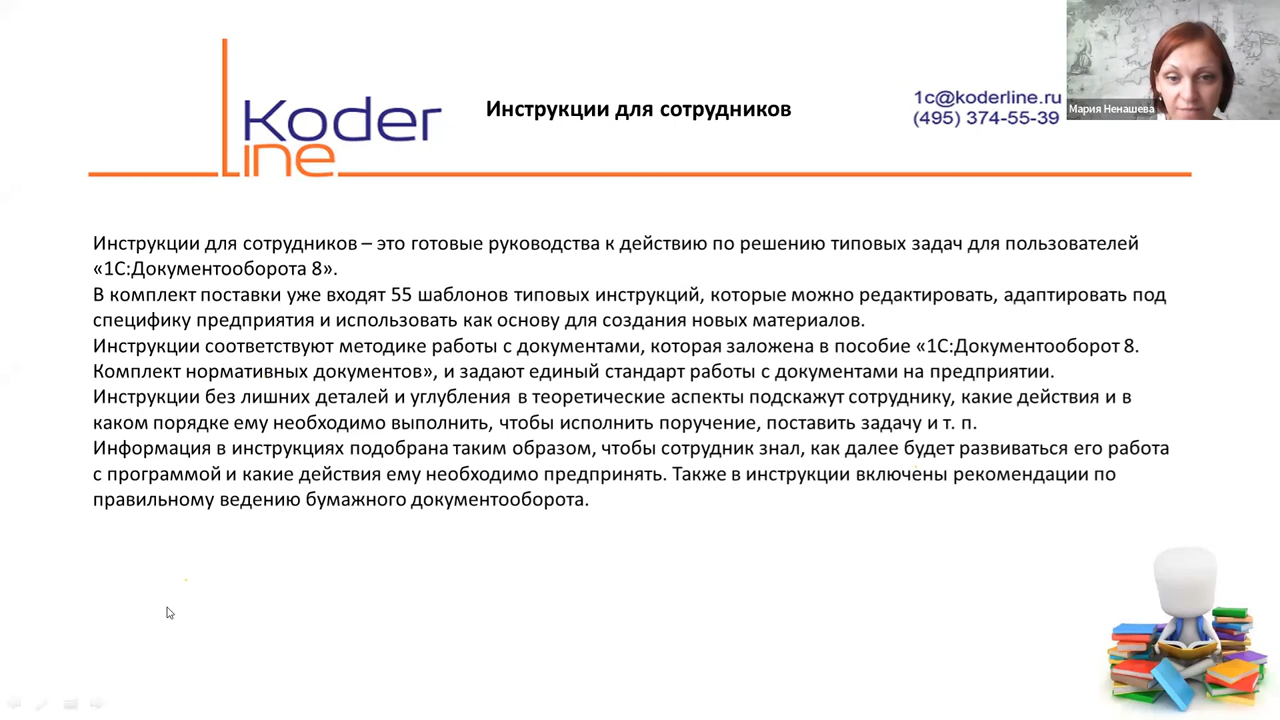 Koder
Line
Инструкции для сотрудников
1c@koderline.ru
(495) 374-55-39
Мария Ненашева
Инструкции для сотрудников – это готовые руководства к действию по решению типовых задач для пользователей
«1С:Документооборота 8».
В комплект поставки уже входят 55 шаблонов типовых инструкций, которые можно редактировать, адаптировать под
специфику предприятия и использовать как основу для создания новых материалов.
Инструкции соответствуют методике работы с документами, которая заложена в пособие «1С:Документооборот 8.
Комплект нормативных документов», и задают единый стандарт работы с документами на предприятии.
Инструкции без лишних деталей и углубления в теоретические аспекты подскажут сотруднику, какие действия и в
каком порядке ему необходимо выполнить, чтобы исполнить поручение, поставить задачу и т. п.
Информация в инструкциях подобрана таким образом, чтобы сотрудник знал, как далее будет развиваться его работа
с программой и какие действия ему необходимо предпринять. Также в инструкции включены рекомендации по
правильному ведению бумажного документооборота.